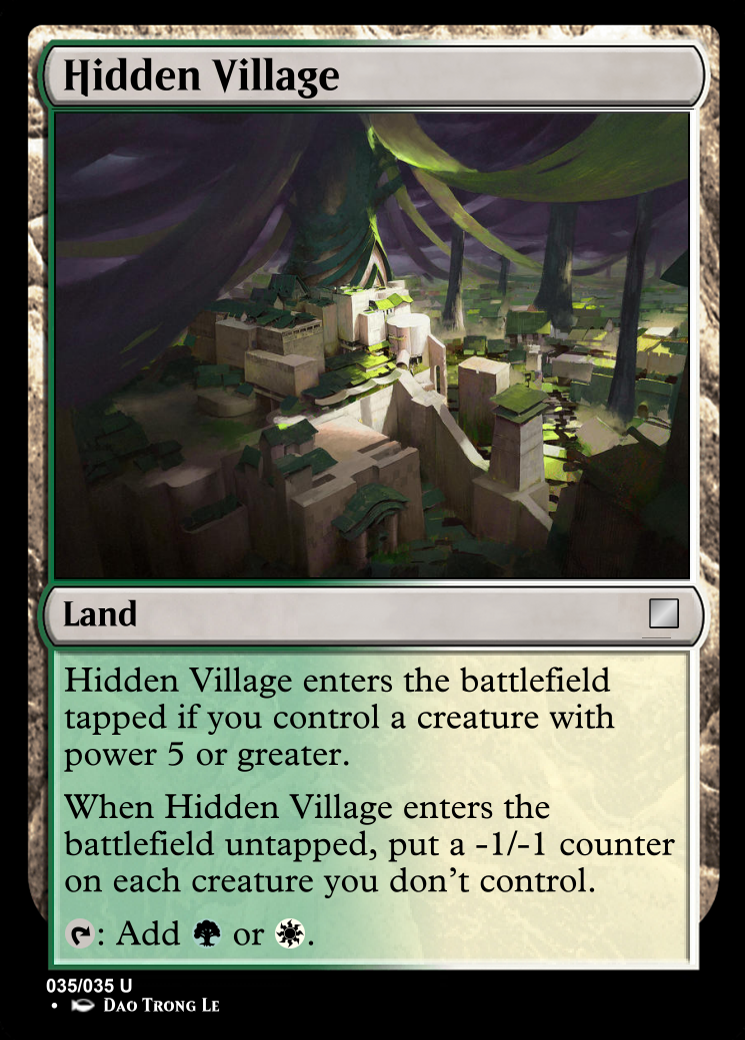 Hidden Village
Land
Hidden Village enters the battlefield
tapped if you control a creature with
power 5 or greater.
When Hidden Village enters the
battlefield untapped, put a -1/-1 counter
on each creature you don't control.
: Add or .
035/035 U
• Dao Trong Le